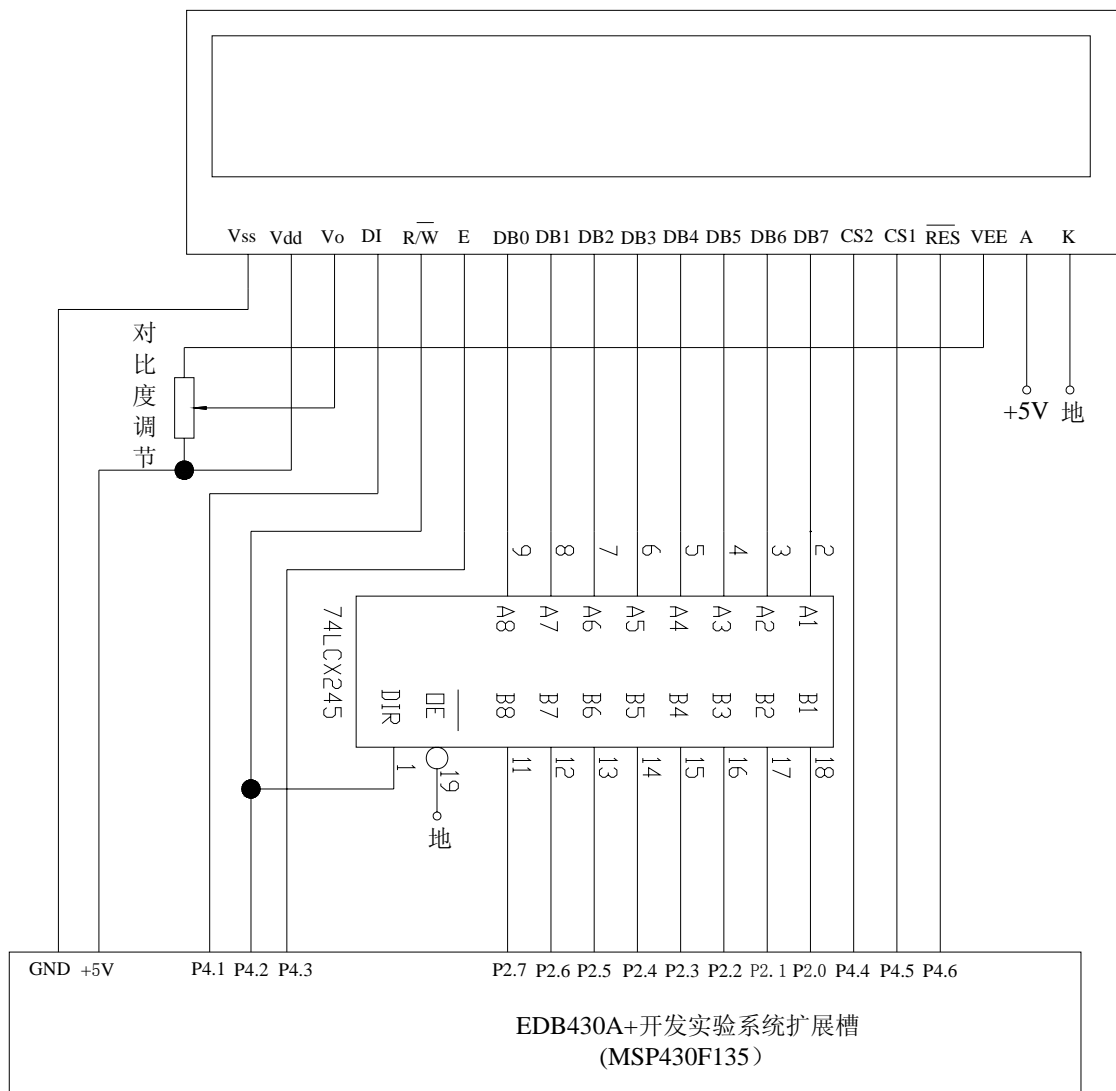 Vss Vdd Vo DI R/W E DB0 DB1 DB2 DB3 DB4 DB5 DB6 DB7 CS2 CS1 RES VEE A K
对比度调节
+5V 地
9 8 7 6 5 4 3 2
74LCX245
A8 A7 A6 A5 A4 A3 A2 A1
DIR OE B8 B7 B6 B5 B4 B3 B2 B1
1 19 11 12 13 14 15 16 17 18
地
GND +5V P4.1 P4.2 P4.3 P2.7 P2.6 P2.5 P2.4 P2.3 P2.2 P2.1 P2.0 P4.4 P4.5 P4.6
EDB430A+开发实验系统扩展槽
(MSP430F135）